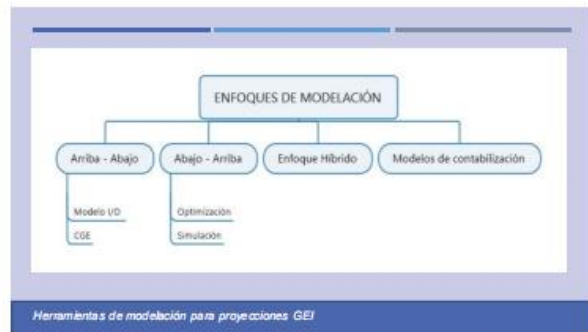 ENFOQUES DE MODELACIÓN
Arriba - Abajo
Abajo - Arriba
Enfoque Híbrido
Modelos de contabilización
Modelo I/O
CGE
Optimización
Simulación
Herramientas de modelación para proyecciones GEI